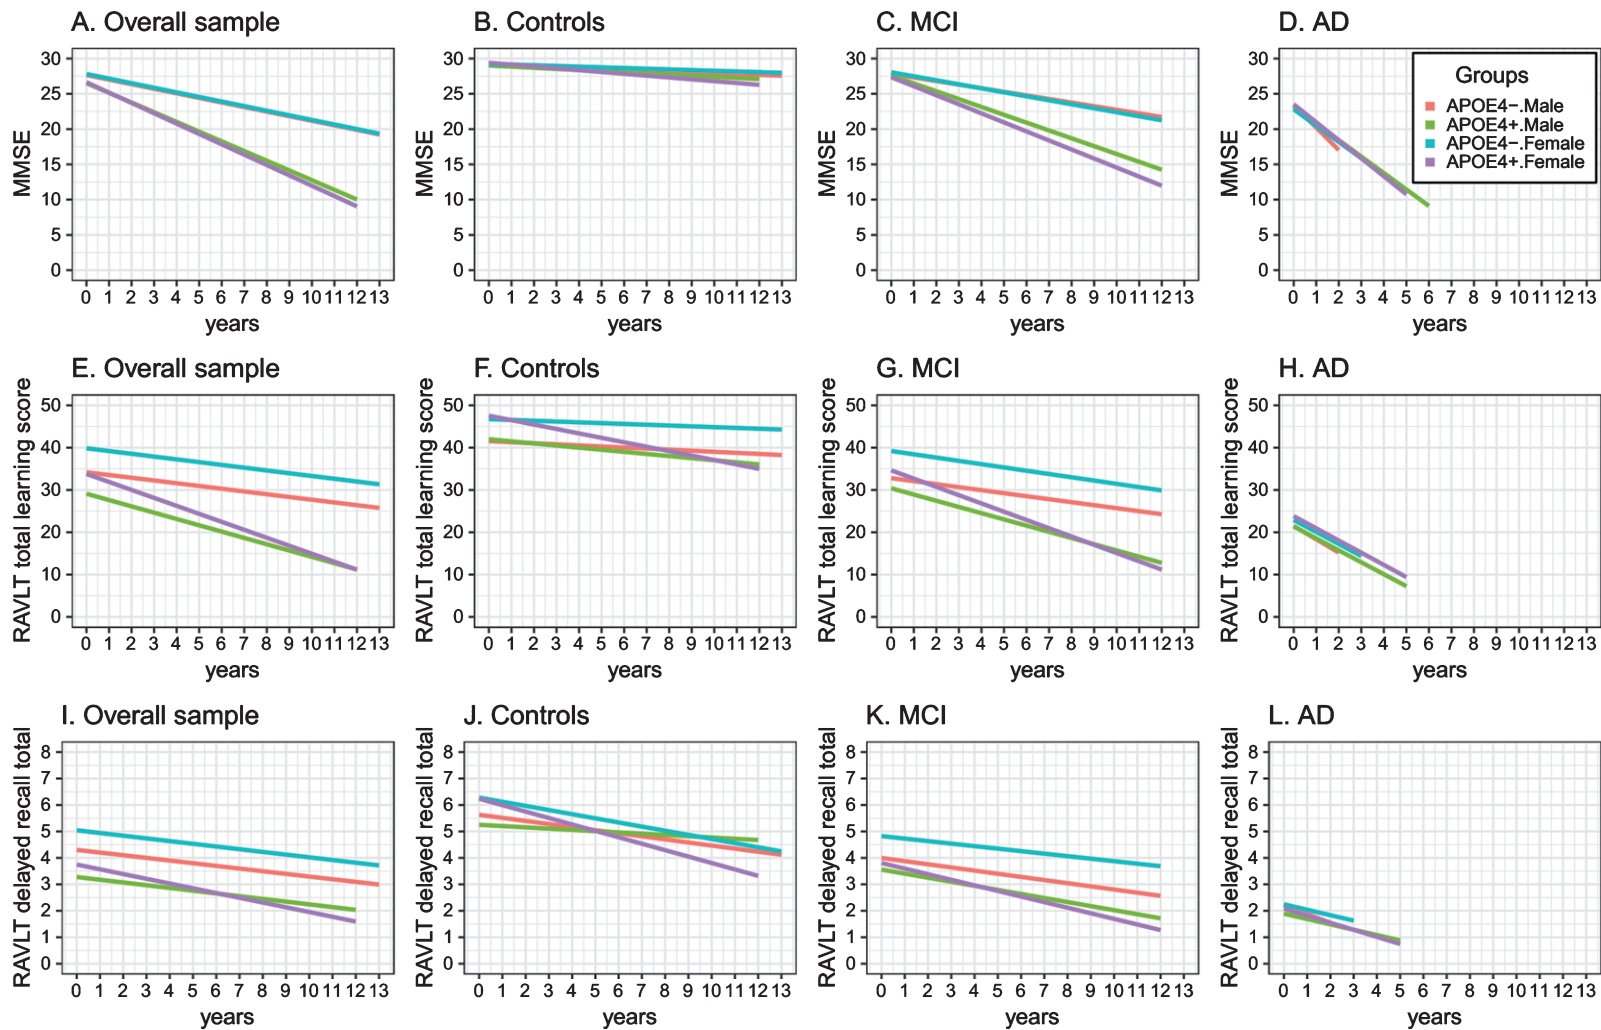 A. Overall sample
B. Controls
C. MCI
D. AD
MMSE
30
25
20
15
10
5
0
0 1 2 3 4 5 6 7 8 9 10 11 12 13
years
MMSE
30
25
20
15
10
5
0
0 1 2 3 4 5 6 7 8 9 10 11 12 13
years
MMSE
30
25
20
15
10
5
0
0 1 2 3 4 5 6 7 8 9 10 11 12 13
years
MMSE
30
25
20
15
10
5
0
0 1 2 3 4 5 6 7 8 9 10 11 12 13
years
Groups
APOE4−.Male
APOE4+.Male
APOE4−.Female
APOE4+.Female
E. Overall sample
F. Controls
G. MCI
H. AD
RAVLT total learning score
50
40
30
20
10
0
0 1 2 3 4 5 6 7 8 9 10 11 12 13
years
RAVLT total learning score
50
40
30
20
10
0
0 1 2 3 4 5 6 7 8 9 10 11 12 13
years
RAVLT total learning score
50
40
30
20
10
0
0 1 2 3 4 5 6 7 8 9 10 11 12 13
years
RAVLT total learning score
50
40
30
20
10
0
0 1 2 3 4 5 6 7 8 9 10 11 12 13
years
I. Overall sample
J. Controls
K. MCI
L. AD
RAVLT delayed recall total
8
7
6
5
4
3
2
1
0
0 1 2 3 4 5 6 7 8 9 10 11 12 13
years
RAVLT delayed recall total
8
7
6
5
4
3
2
1
0
0 1 2 3 4 5 6 7 8 9 10 11 12 13
years
RAVLT delayed recall total
8
7
6
5
4
3
2
1
0
0 1 2 3 4 5 6 7 8 9 10 11 12 13
years
RAVLT delayed recall total
8
7
6
5
4
3
2
1
0
0 1 2 3 4 5 6 7 8 9 10 11 12 13
years